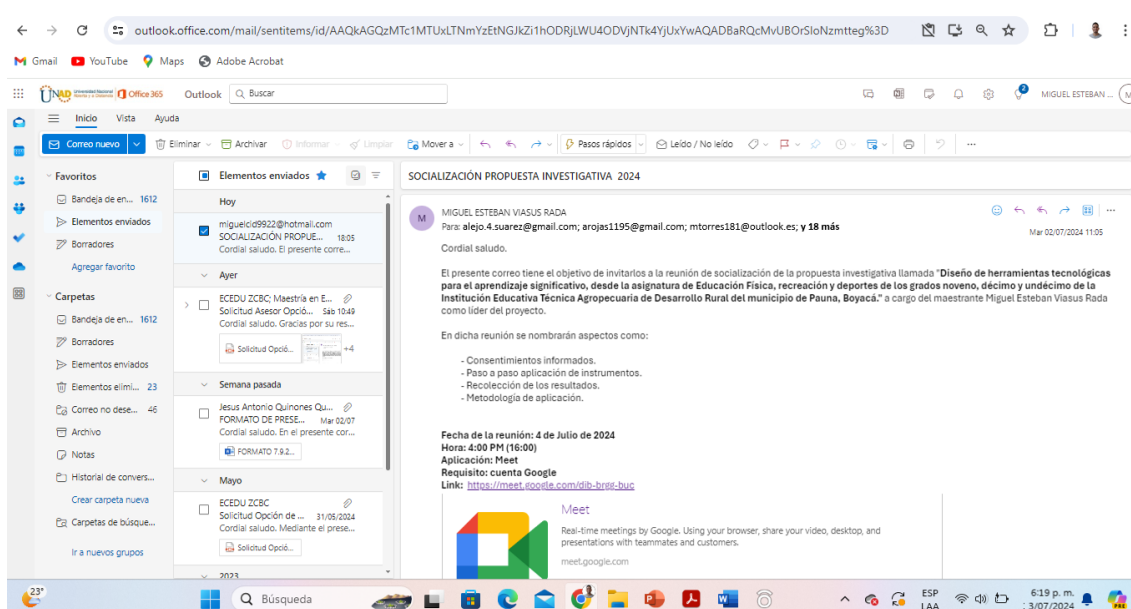 outlook.office.com/mail/sentitems/id/AAQkAGQzMTc1MTUxLTNmYzEtNGJkZi1hODRjLWU4ODVjNTk4YjUxYwAQADBaRQcMvUBOrSIoNzmtteg%3D
Gmail YouTube Maps Adobe Acrobat
UNAD Office 365 Outlook Buscar MIGUEL ESTEBAN ...
Inicio Vista Ayuda
Correo nuevo Eliminar Archivar Informar Limpiar Mover a Pasos rápidos Leído / No leído
Favoritos
Bandeja de en... 1612
Elementos enviados
Borradores
Agregar favorito
Carpetas
Bandeja de en... 1612
Borradores
Elementos enviados
Elementos elimi... 23
Correo no dese... 46
Archivo
Notas
Historial de convers...
Crear carpeta nueva
Carpetas de búsque...
Ir a nuevos grupos
Elementos enviados
Hoy
miguelcid9922@hotmail.com
SOCIALIZACIÓN PROPUE... 18:05
Cordial saludo. El presente corre...
Ayer
ECEDU ZCBC; Maestría en E...
Solicitud Asesor Opció... Sáb 10:49
Cordial saludo. Gracias por su res...
Solicitud Opció... +4
Semana pasada
Jesus Antonio Quinones Qu...
FORMATO DE PRESE... Mar 02/07
Cordial saludo. En el presente cor...
FORMATO 7.9.2...
Mayo
ECEDU ZCBC
Solicitud Opción de ... 31/05/2024
Cordial saludo. Mediante el prese...
Solicitud Opció...
2023
SOCIALIZACIÓN PROPUESTA INVESTIGATIVA 2024
M
MIGUEL ESTEBAN VIASUS RADA
Para: alejo.4.suarez@gmail.com; arojas1195@gmail.com; mtorres181@outlook.es; y 18 más
Mar 02/07/2024 11:05
Cordial saludo.
El presente correo tiene el objetivo de invitarlos a la reunión de socialización de la propuesta investigativa llamada "Diseño de herramientas tecnológicas
para el aprendizaje significativo, desde la asignatura de Educación Física, recreación y deportes de los grados noveno, décimo y undécimo de la
Institución Educativa Técnica Agropecuaria de Desarrollo Rural del municipio de Pauna, Boyacá." a cargo del maestrante Miguel Esteban Viasus Rada
como líder del proyecto.
En dicha reunión se nombrarán aspectos como:
- Consentimientos informados.
- Paso a paso aplicación de instrumentos.
- Recolección de los resultados.
- Metodología de aplicación.
Fecha de la reunión: 4 de Julio de 2024
Hora: 4:00 PM (16:00)
Aplicación: Meet
Requisito: cuenta Google
Link: https://meet.google.com/dib-brgg-buc
Meet
Real-time meetings by Google. Using your browser, share your video, desktop, and
presentations with teammates and customers.
meet.google.com
23°
Búsqueda
ESP
LAA
6:19 p. m.
3/07/2024